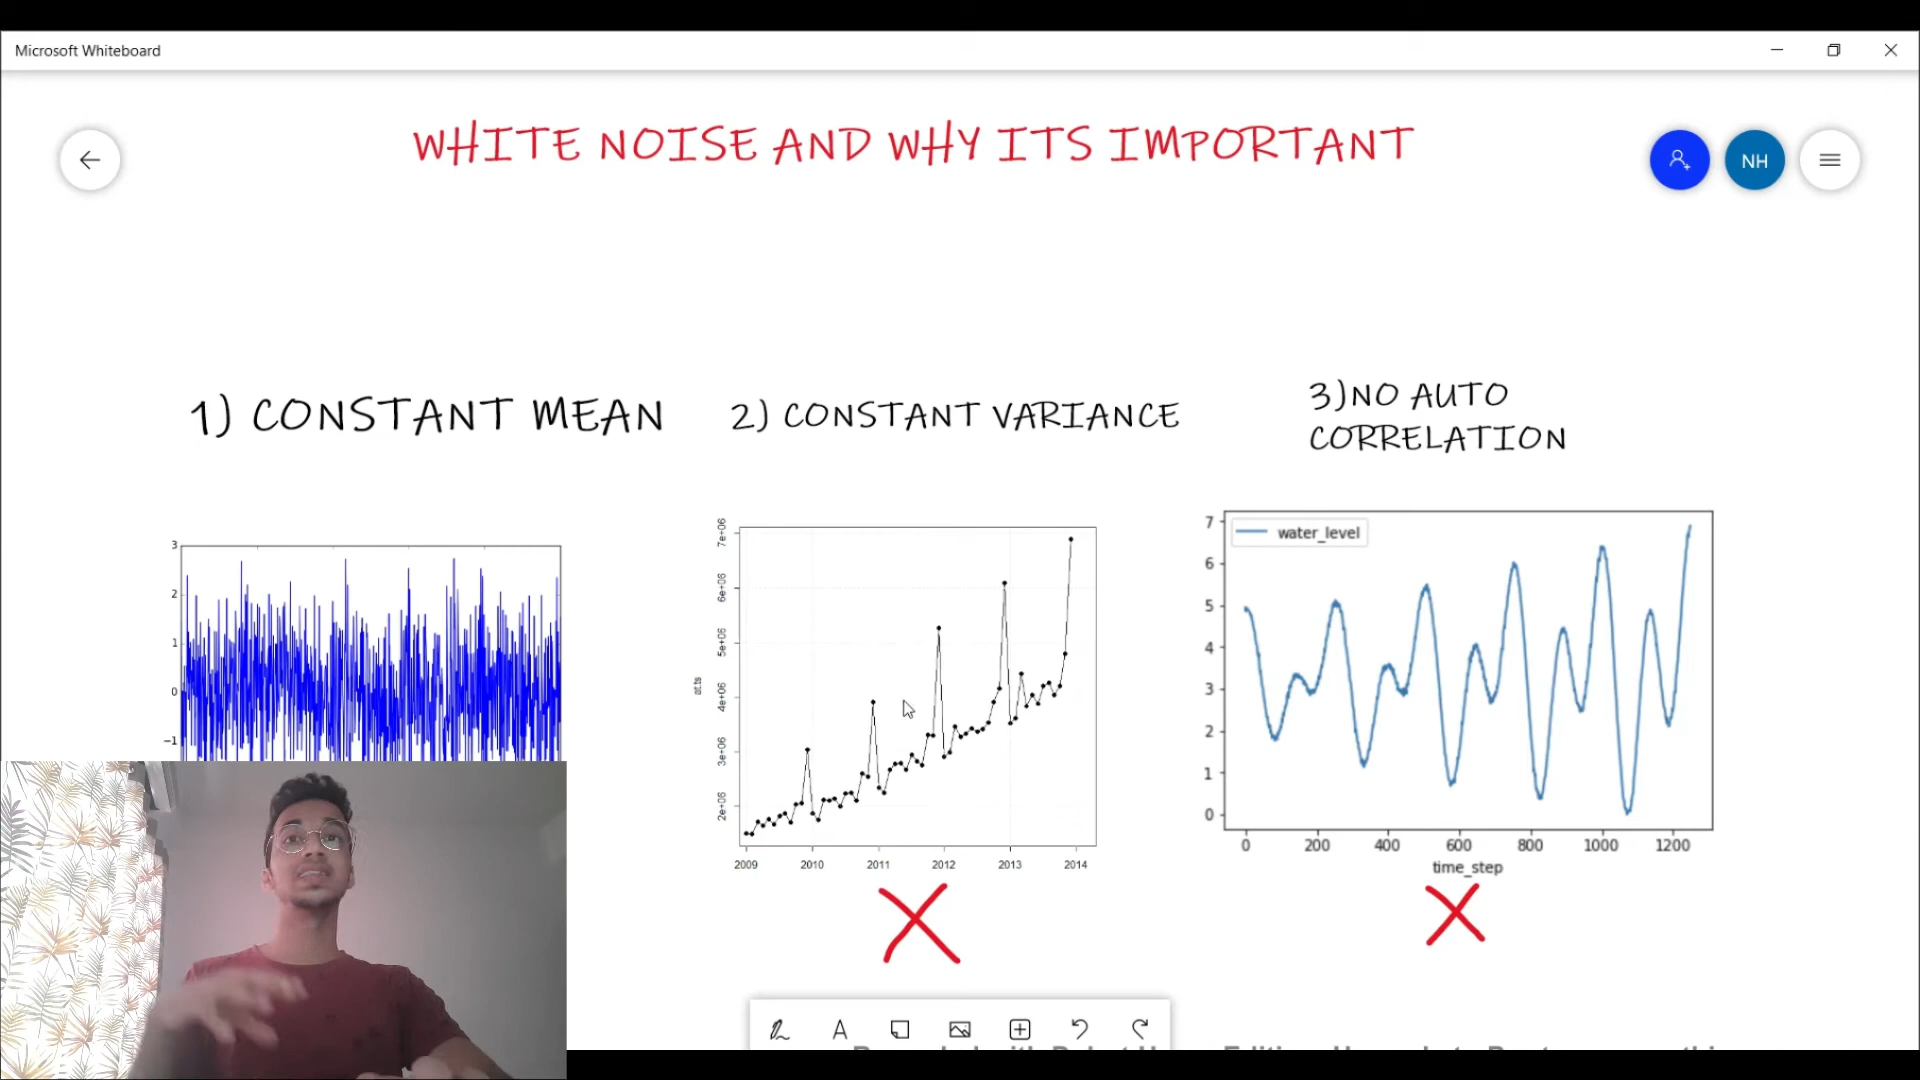 Microsoft Whiteboard
WHITE NOISE AND WHY ITS IMPORTANT
NH
1) CONSTANT MEAN
2) CONSTANT VARIANCE
3)NO AUTO
CORRELATION
3
2
1
0
−1
7e+06
6e+06
5e+06
4e+06
3e+06
2e+06
2009 2010 2011 2012 2013 2014
water_level
7
6
5
4
3
2
1
0
0 200 400 600 800 1000 1200
time_step